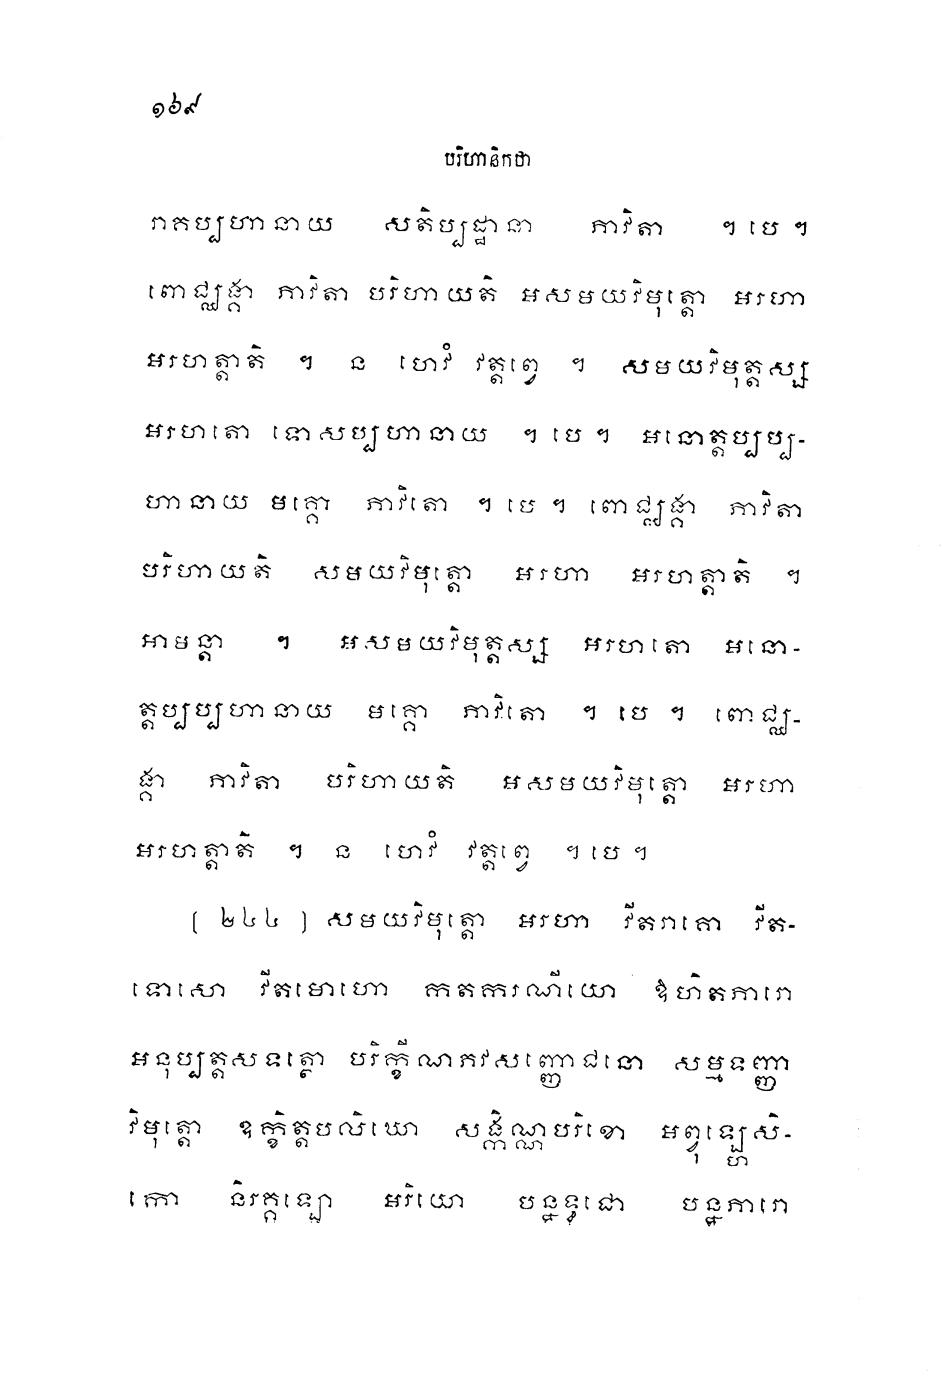 ១៦៩
បរិហានិកថា
រាគប្បហានាយ សតិប្បដ្ឋានា ភាវិតា ។ បេ ។
ពោជ្ឈង្គា ភាវិតា បរិហាយតិ អសមយវិមុត្តោ អរហា
អរហត្តាតិ ។ ន ហេវំ វត្តព្វេ ។ សមយវិមុត្តស្ស
អរហតោ ទោសប្បហានាយ ។ បេ ។ អនោត្តប្បប្ប-
ហានាយ មគ្គោ ភាវិតោ ។ បេ ។ ពោជ្ឈង្គា ភាវិតា
បរិហាយតិ សមយវិមុត្តោ អរហា អរហត្តាតិ ។
អាមន្តា ។ អសមយវិមុត្តស្ស អរហតោ អនោ-
ត្តប្បប្បហានាយ មគ្គោ ភាវិតោ ។ បេ ។ ពោជ្ឈ-
ង្គា ភាវិតា បរិហាយតិ អសមយវិមុត្តោ អរហា
អរហត្តាតិ ។ ន ហេវំ វត្តព្វេ ។ បេ ។
( ២៤៤ ) សមយវិមុត្តោ អរហា វីតរាគោ វីត-
ទោសោ វីតមោហោ កតករណីយោ ឱហិតភារោ
អនុប្បត្តសទត្ថោ បរិក្ខីណភវសញ្ញោជនោ សម្មទញ្ញា
វិមុត្តោ ឧក្ខិត្តបលិឃោ សង្កិណ្ណបរិខោ អព្វុឡ្ហេសិ-
កោ និរគ្គឡោ អរិយោ បន្នទ្ធជោ បន្នភារោ